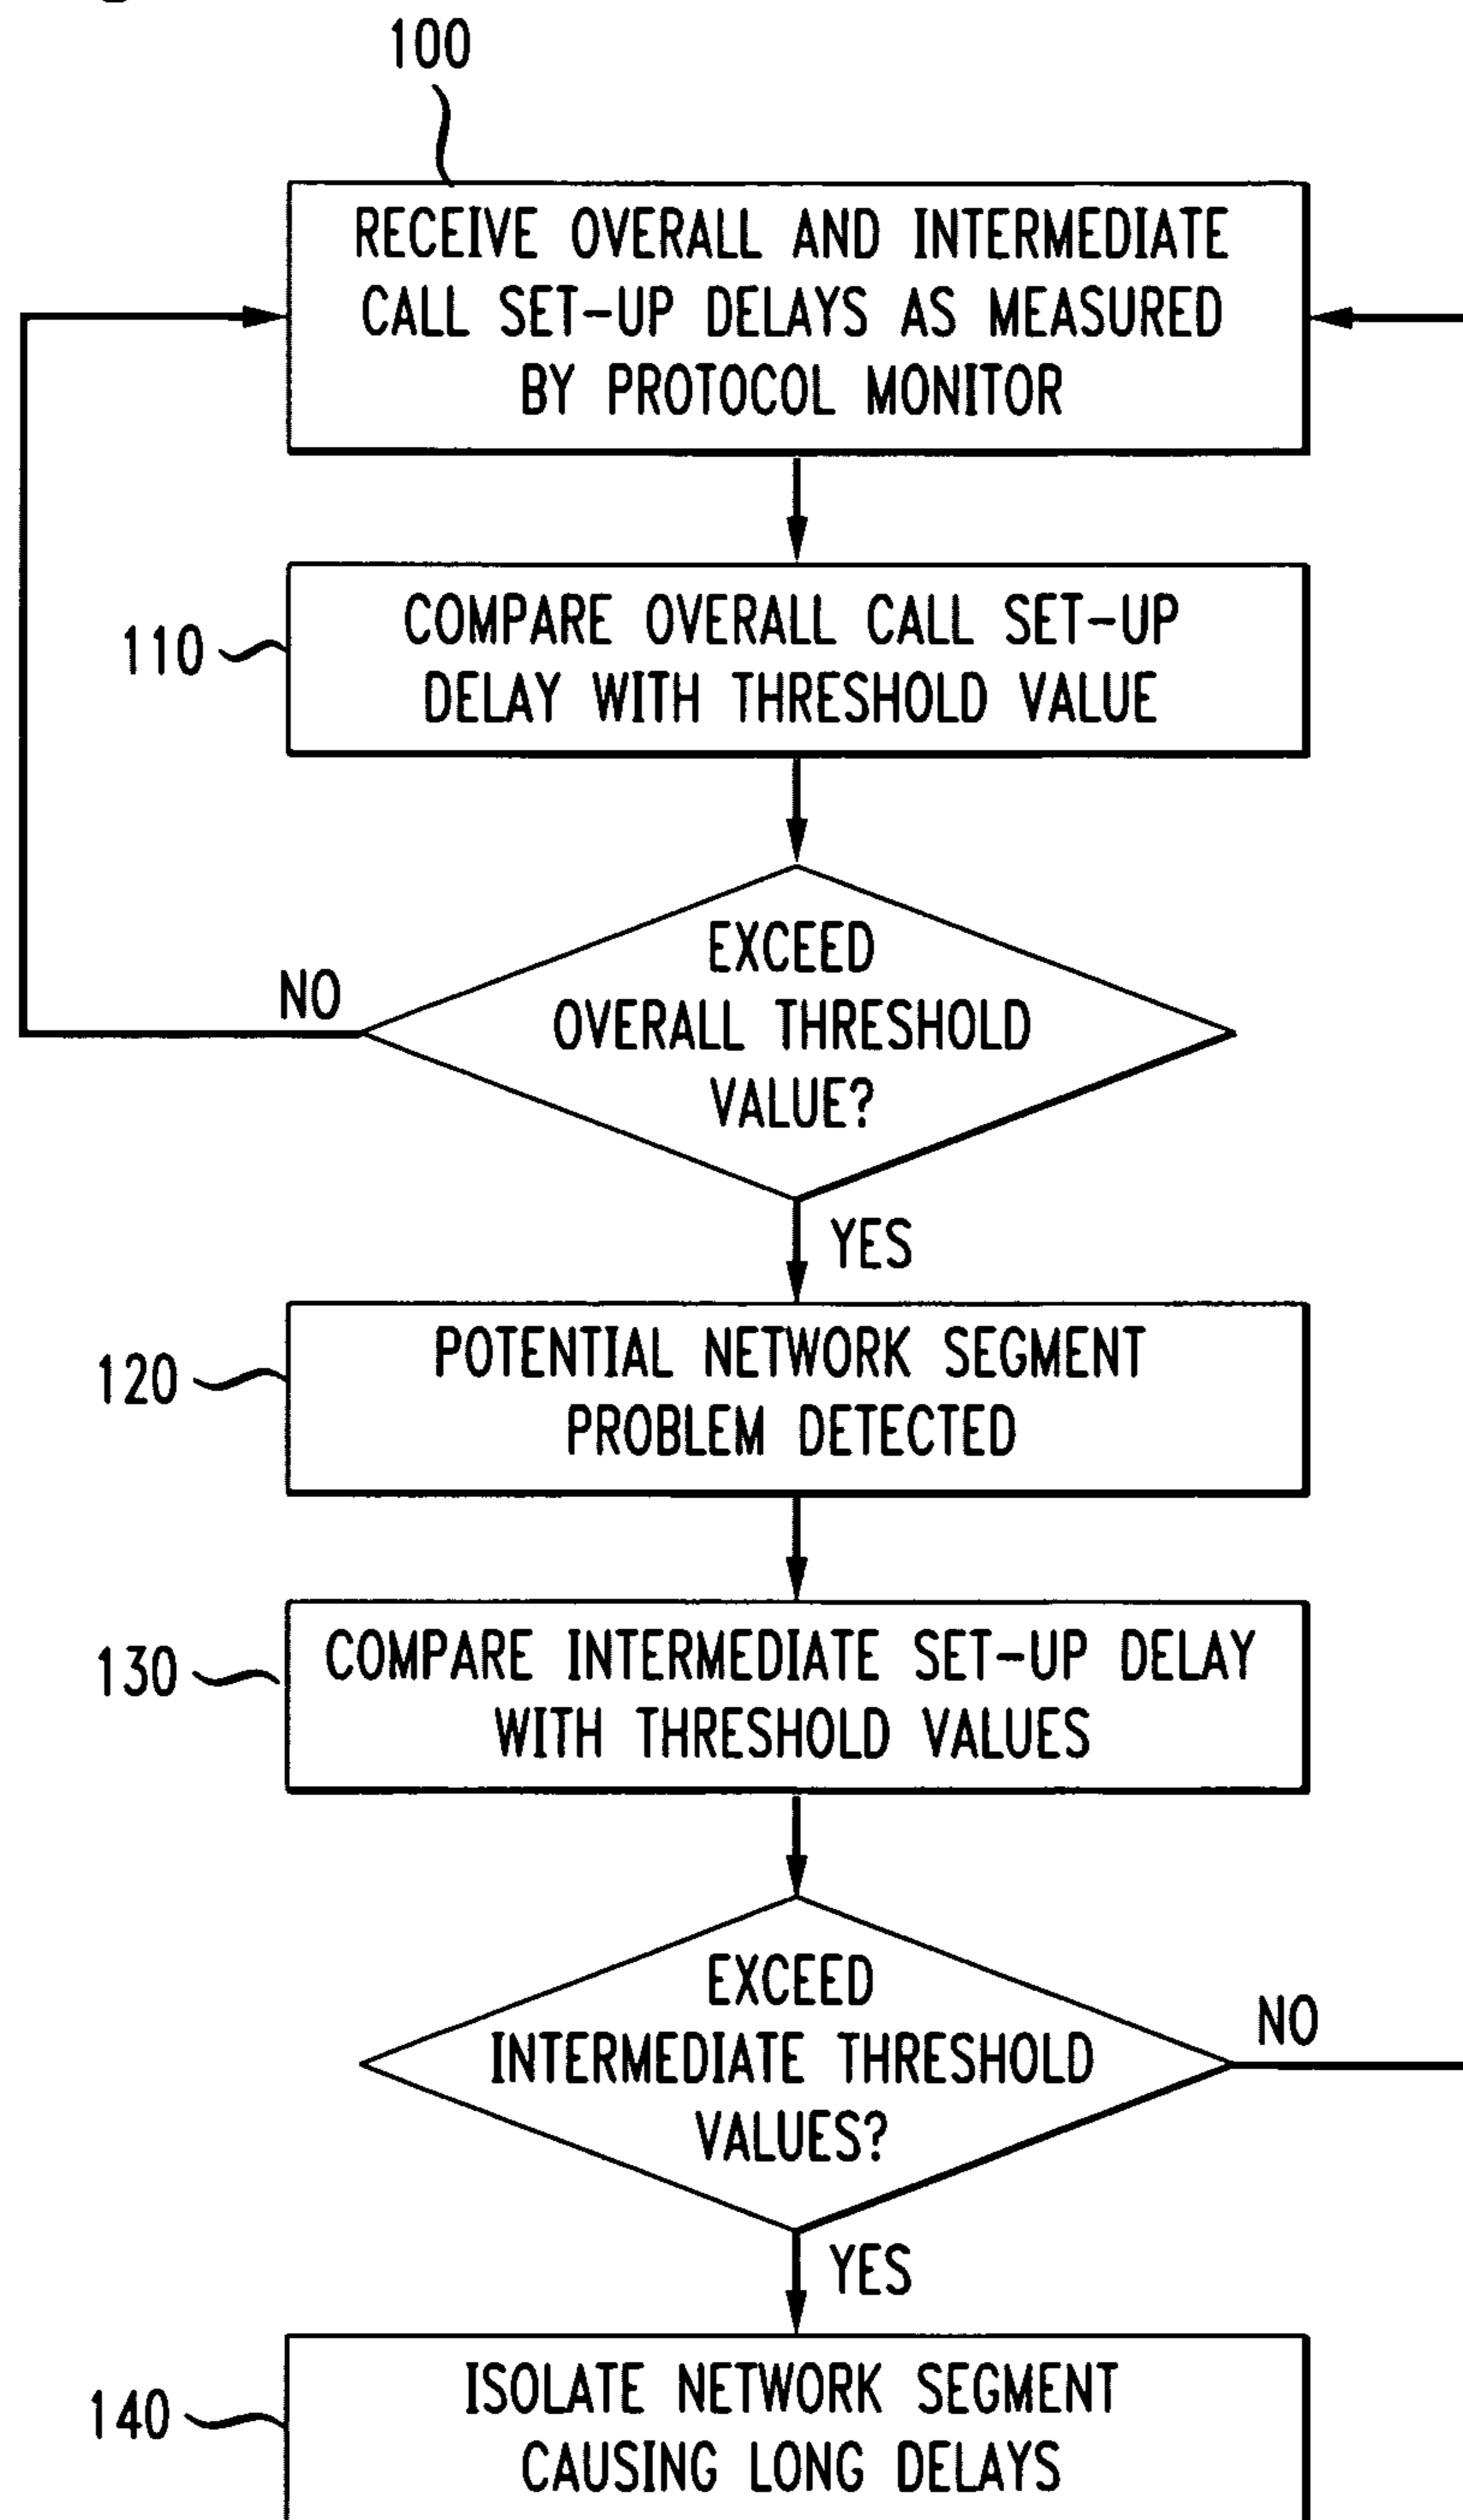 100
RECEIVE OVERALL AND INTERMEDIATE
CALL SET-UP DELAYS AS MEASURED
BY PROTOCOL MONITOR
110
COMPARE OVERALL CALL SET-UP
DELAY WITH THRESHOLD VALUE
EXCEED
OVERALL THRESHOLD
VALUE?
NO
YES
120
POTENTIAL NETWORK SEGMENT
PROBLEM DETECTED
130
COMPARE INTERMEDIATE SET-UP DELAY
WITH THRESHOLD VALUES
EXCEED
INTERMEDIATE THRESHOLD
VALUES?
NO
YES
140
ISOLATE NETWORK SEGMENT
CAUSING LONG DELAYS